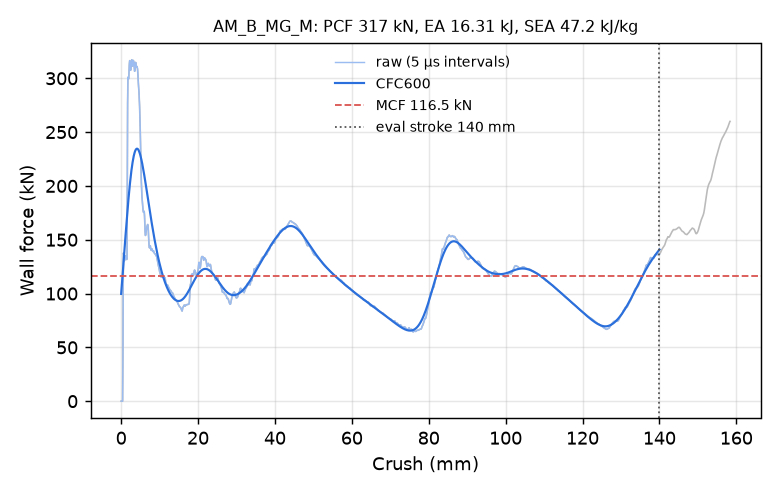 AM_B_MG_M: PCF 317 kN, EA 16.31 kJ, SEA 47.2 kJ/kg
raw (5 µs intervals)
CFC600
MCF 116.5 kN
eval stroke 140 mm
Wall force (kN)
300
250
200
150
100
50
0
0 20 40 60 80 100 120 140 160
Crush (mm)